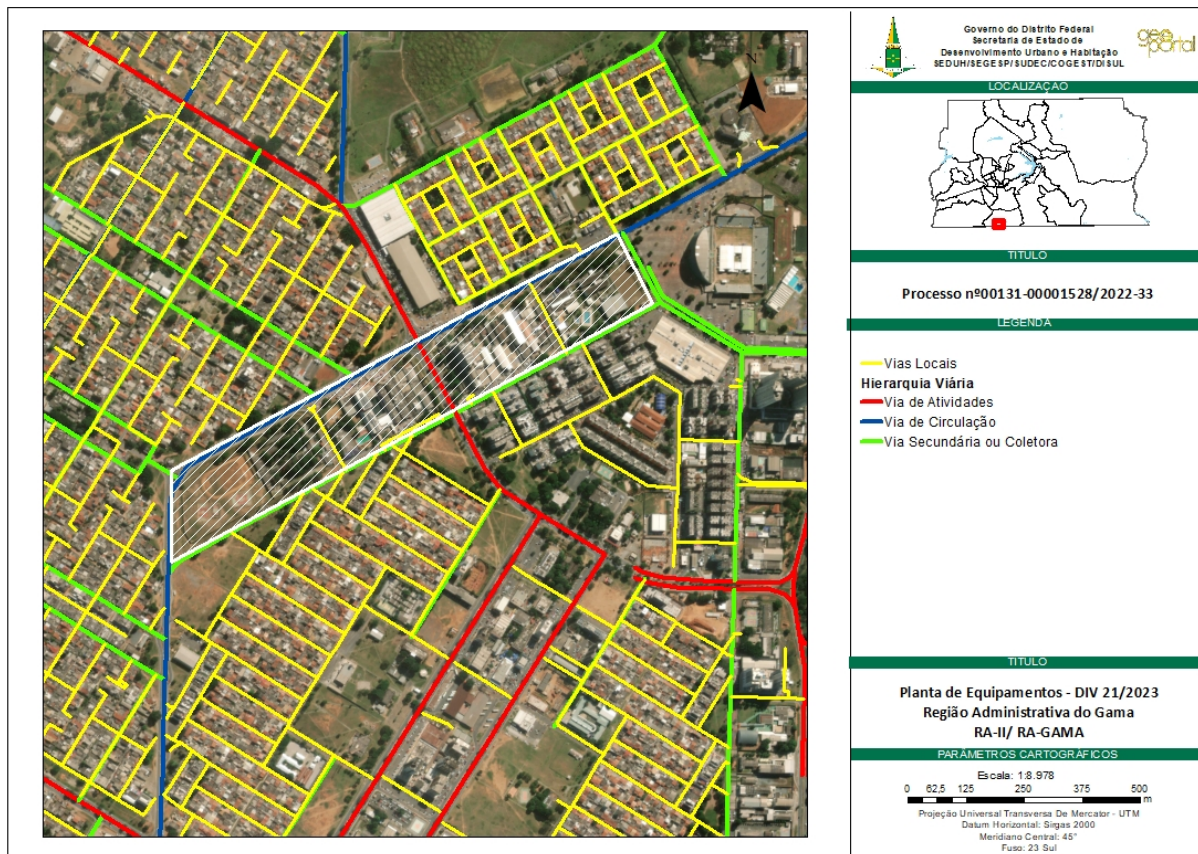 N
Governo do Distrito Federal
Secretaria de Estado de
Desenvolvimento Urbano e Habitação
SEDUH/SEGESP/SUDEC/COGEST/DISUL
geo
portal
LOCALIZAÇÃO
TITULO
Processo nº00131-00001528/2022-33
LEGENDA
Vias Locais
Hierarquia Viária
Via de Atividades
Via de Circulação
Via Secundária ou Coletora
TITULO
Planta de Equipamentos - DIV 21/2023
Região Administrativa do Gama
RA-II/ RA-GAMA
PARÂMETROS CARTOGRÁFICOS
Escala: 1:8.978
0 62,5 125 250 375 500
m
Projeção Universal Transversa De Mercator - UTM
Datum Horizontal: Sirgas 2000
Meridiano Central: 45°
Fuso: 23 Sul